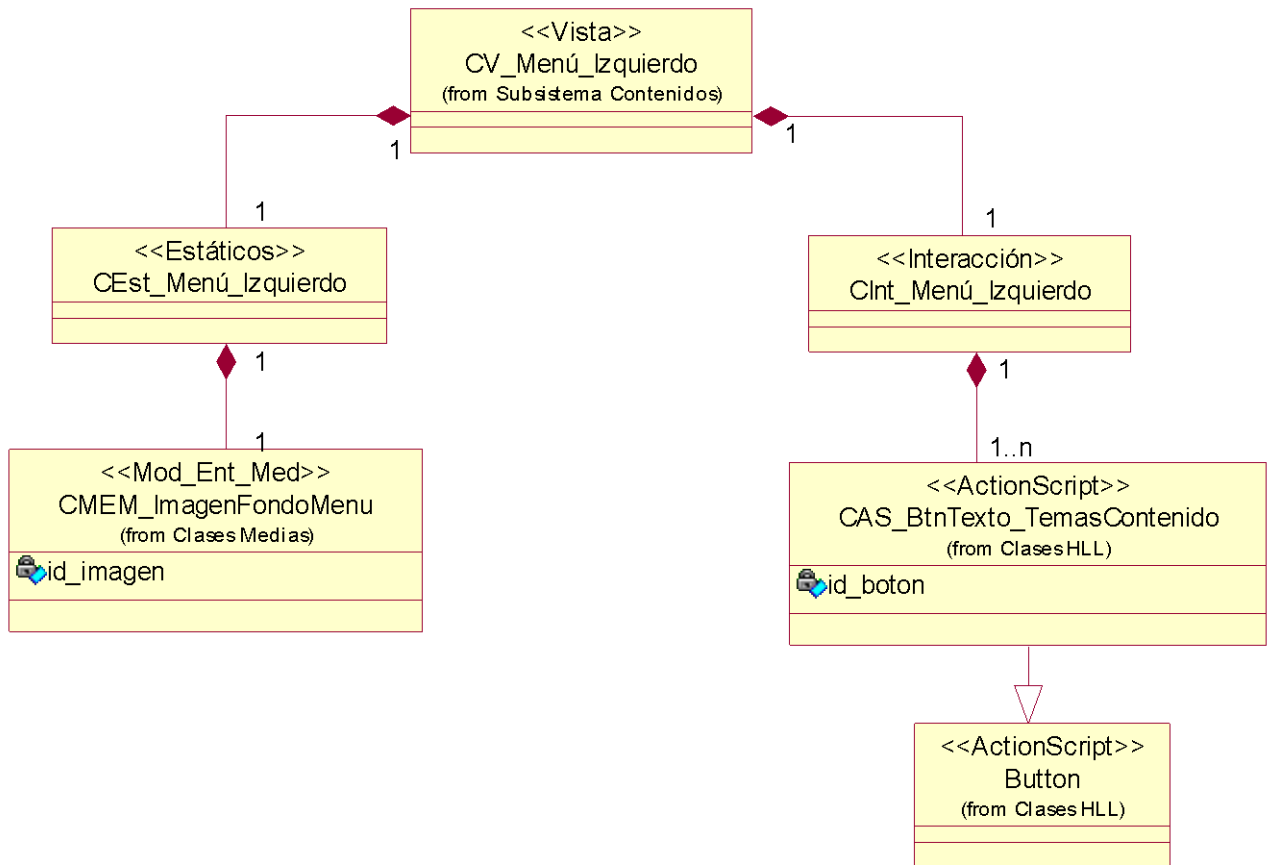 <<Vista>>
CV_Menú_Izquierdo
(from Subsistema Contenidos)
1
1
1
1
<<Estáticos>>
CEst_Menú_Izquierdo
<<Interacción>>
CInt_Menú_Izquierdo
1
1
1
1..n
<<Mod_Ent_Med>>
CMEM_ImagenFondoMenu
(from Clases Medias)
id_imagen
<<ActionScript>>
CAS_BtnTexto_TemasContenido
(from Clases HLL)
id_boton
<<ActionScript>>
Button
(from Clases HLL)